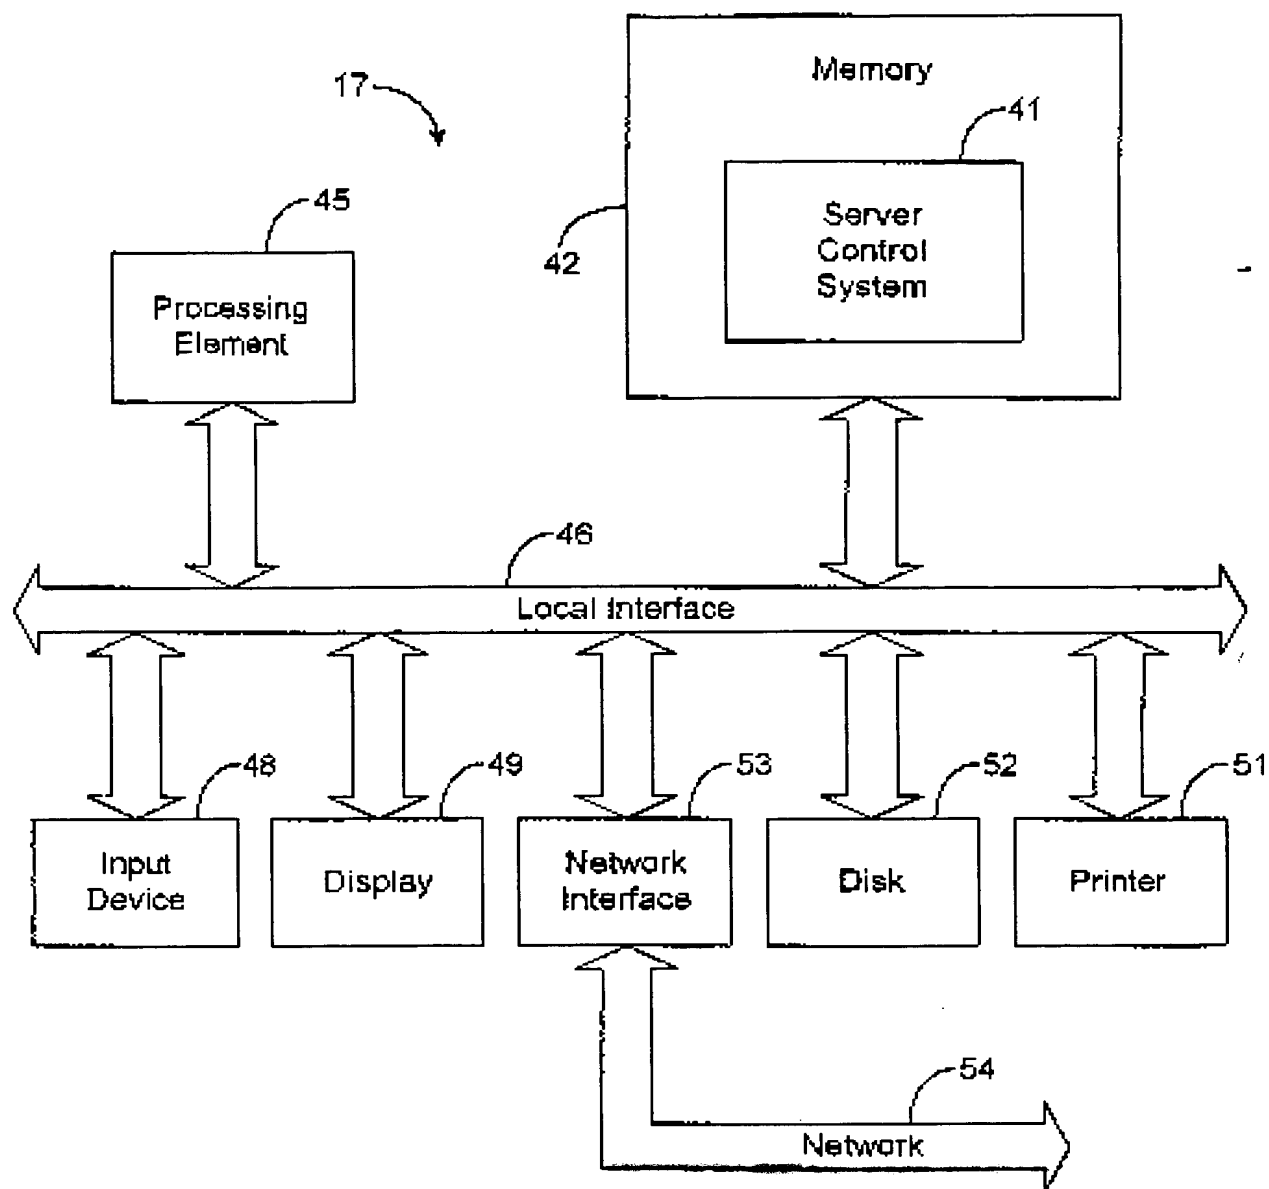 Memory
17
41
45
Server
Control
System
42
Processing
Element
46
Local Interface
48
49
53
52
51
Input
Device
Display
Network
Interface
Disk
Printer
54
Network